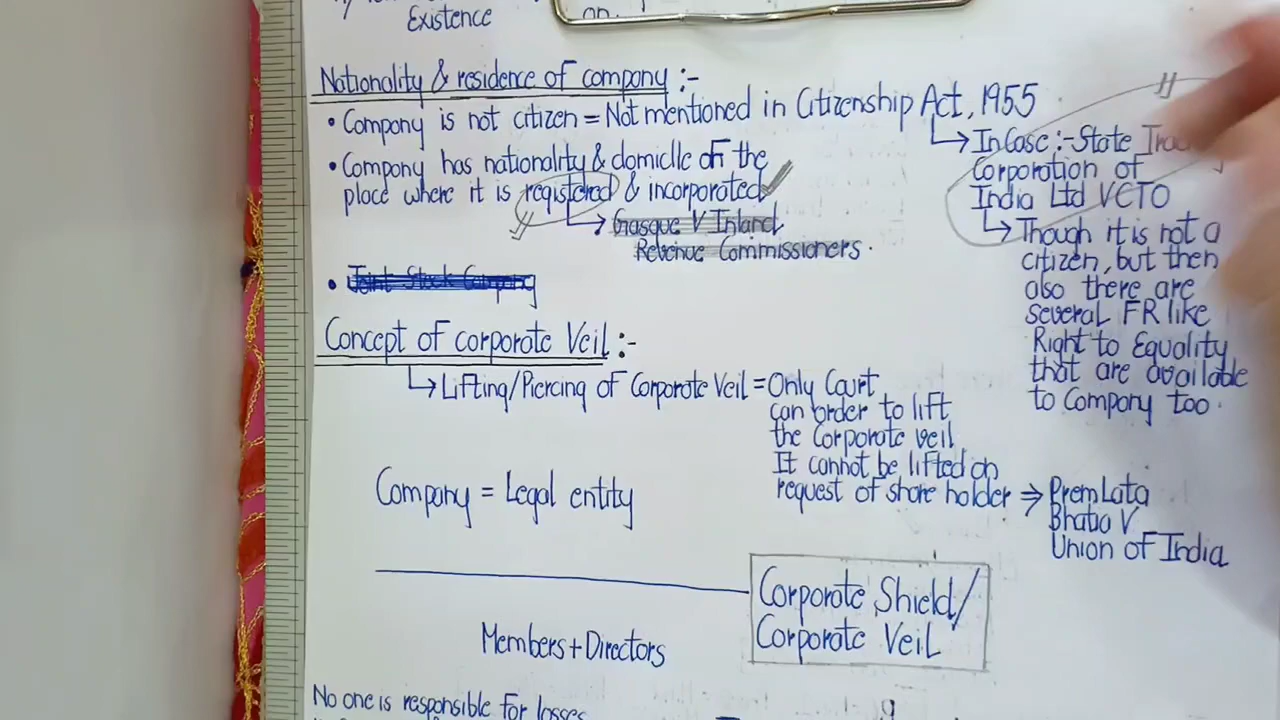 Existence
on
Nationality & residence of company :-
• Company is not citizen = Not mentioned in Citizenship Act, 1955
• Company has nationality & domicile of the
place where it is registered & incorporated
Gasque V Inland
Revenue Commissioners.
In Case :- State
Corporation of
India Ltd V CTO
Though it is not a
citizen, but then
also there are
several FR like
Right to Equality
that are available
to Company too.
• Joint Stock Company
Concept of corporate Veil :-
Lifting/Piercing of Corporate Veil = Only Court
can order to lift
the Corporate veil
It cannot be lifted on
request of share holder ⇒ Prem Lata
Bhatia V
Union of India
Company = Legal entity
Corporate Shield/
Corporate Veil
Members + Directors
No one is responsible for losses